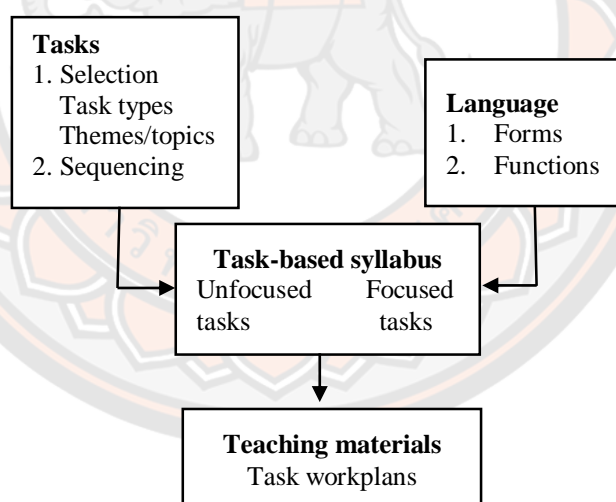 Tasks
1. Selection
Task types
Themes/topics
2. Sequencing
Language
1. Forms
2. Functions
Task-based syllabus
Unfocused Focused
tasks tasks
Teaching materials
Task workplans